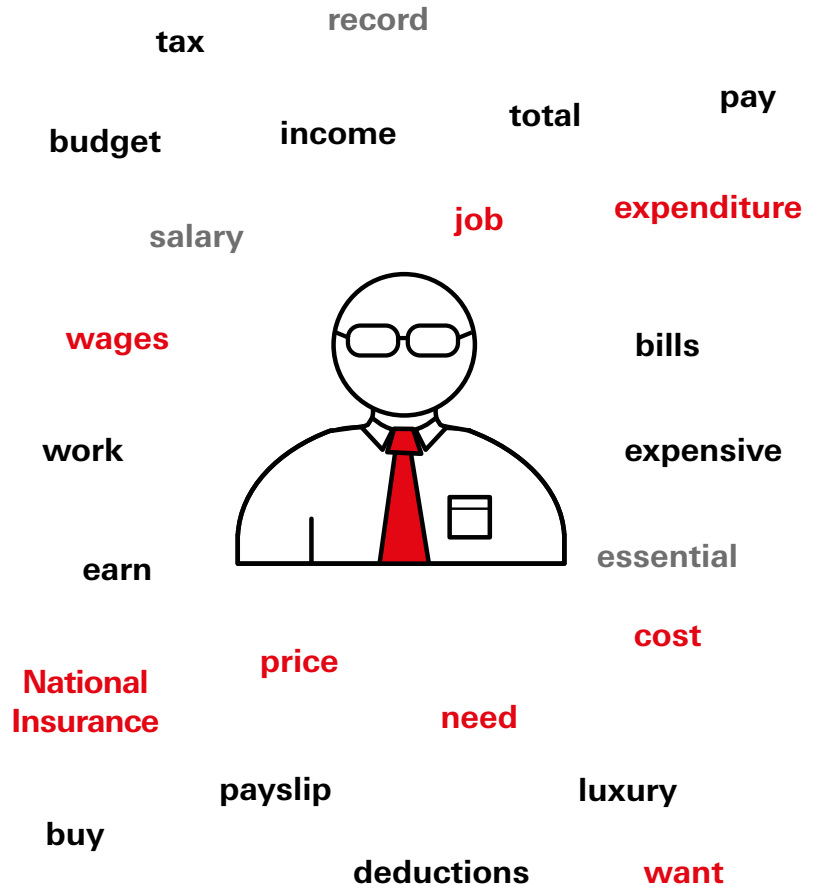 record
tax
pay
total
income
budget
expenditure
job
salary
wages
bills
work
expensive
essential
earn
cost
price
National
Insurance
need
payslip
luxury
buy
deductions
want